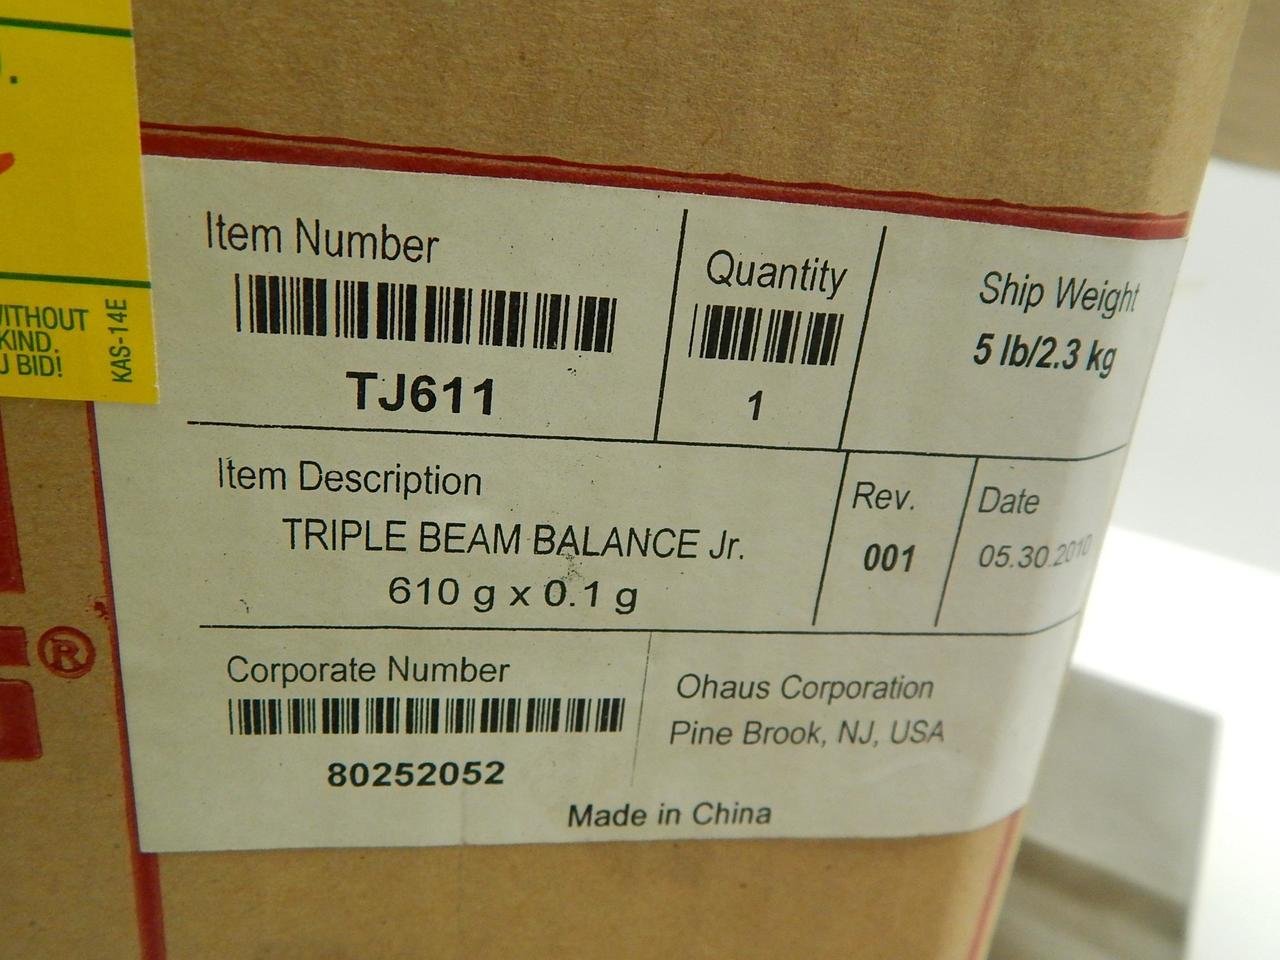 WITHOUT
KIND.
U BID!
KAS-14E
Item Number
TJ611
Quantity
1
Ship Weight
5 lb/2.3 kg
Item Description
TRIPLE BEAM BALANCE Jr.
610 g x 0.1 g
Rev.
001
Date
05.30.2010
®
Corporate Number
80252052
Ohaus Corporation
Pine Brook, NJ, USA
Made in China